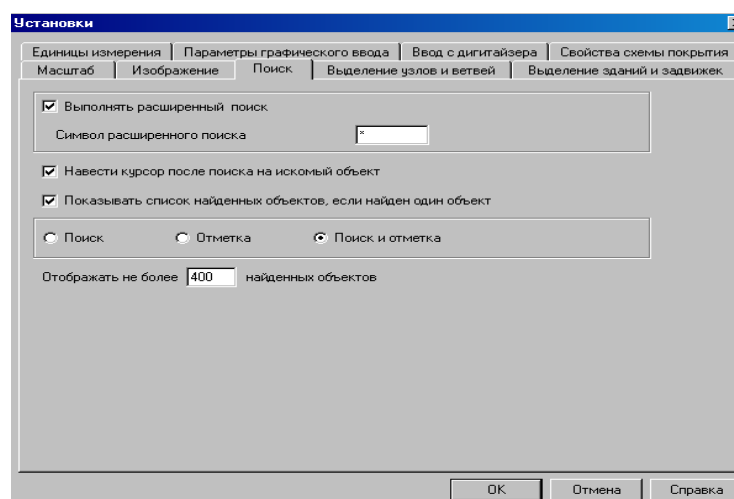 Установки
Единицы измерения Параметры графического ввода Ввод с дигитайзера Свойства схемы покрытия
Масштаб Изображение Поиск Выделение узлов и ветвей Выделение зданий и задвижек
Выполнять расширенный поиск
Символ расширенного поиска *
Навести курсор после поиска на искомый объект
Показывать список найденных объектов, если найден один объект
Поиск Отметка Поиск и отметка
Отображать не более 400 найденных объектов
OK Отмена Справка